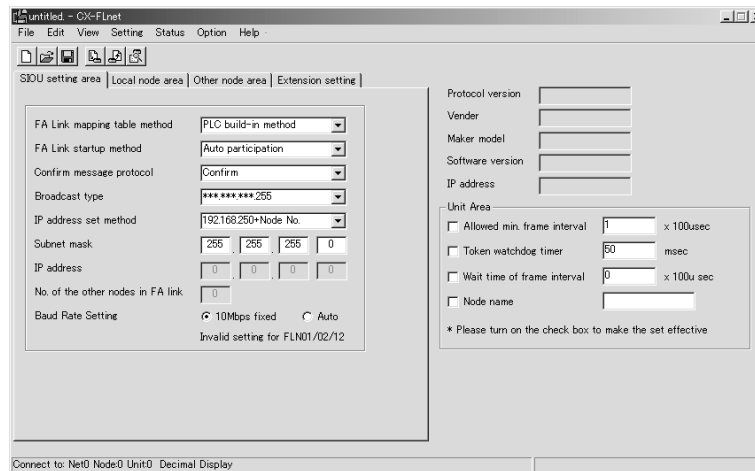 untitled. - CX-FLnet
File Edit View Setting Status Option Help
SIOU setting area Local node area Other node area Extension setting
FA Link mapping table method PLC build-in method
FA Link startup method Auto participation
Confirm message protocol Confirm
Broadcast type ***.***.***.255
IP address set method 192.168.250+Node No.
Subnet mask 255 . 255 . 255 . 0
IP address 0 . 0 . 0 . 0
No. of the other nodes in FA link 0
Baud Rate Setting 10Mbps fixed Auto
Invalid setting for FLN01/02/12
Protocol version
Vender
Maker model
Software version
IP address
Unit Area
Allowed min. frame interval 1 x 100usec
Token watchdog timer 50 msec
Wait time of frame interval 0 x 100u sec
Node name
* Please turn on the check box to make the set effective
Connect to: Net:0 Node:0 Unit:0 Decimal Display